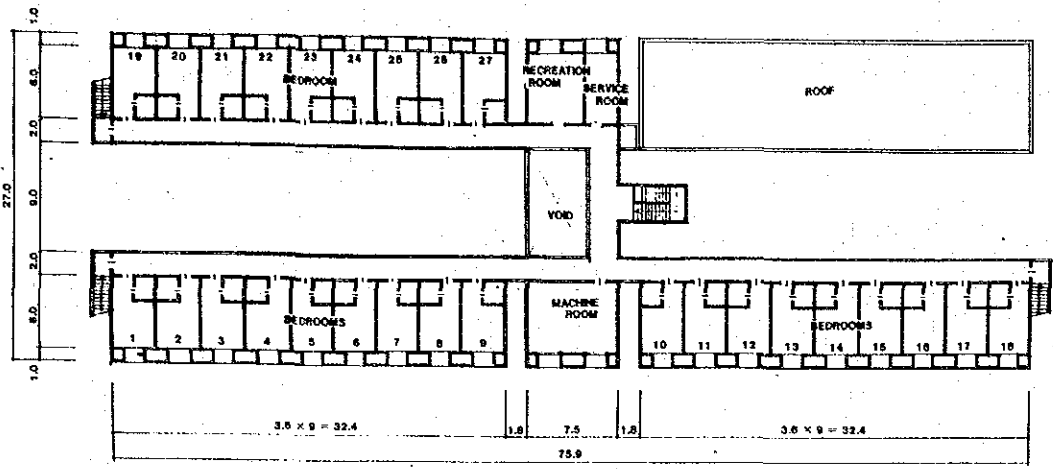 1.0
6.0
2.0
9.0
2.0
6.0
1.0
27.0
19 20 21 22 23 24 25 26 27
BEDROOM
RECREATION
ROOM
SERVICE
ROOM
ROOF
VOID
MACHINE
ROOM
BEDROOMS
1 2 3 4 5 6 7 8 9
BEDROOMS
10 11 12 13 14 15 16 17 18
3.6 × 9 = 32.4
1.8
7.5
1.8
3.6 × 9 = 32.4
75.9